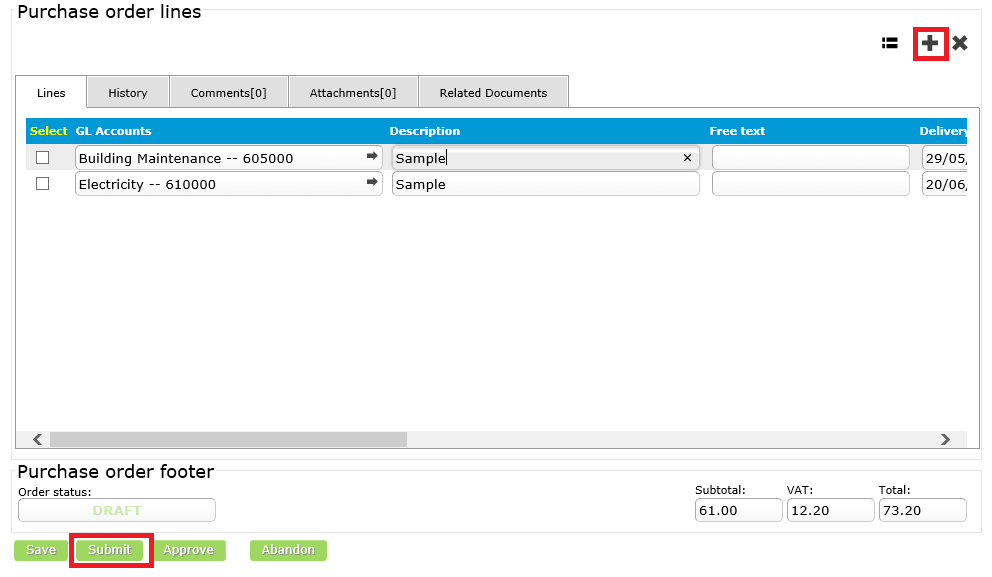 Purchase order lines
Lines History Comments[0] Attachments[0] Related Documents
Select GL Accounts Description Free text Delivery
Building Maintenance -- 605000 Sample 29/05/
Electricity -- 610000 Sample 20/06/
Purchase order footer
Order status: Subtotal: VAT: Total:
DRAFT 61.00 12.20 73.20
Save Submit Approve Abandon